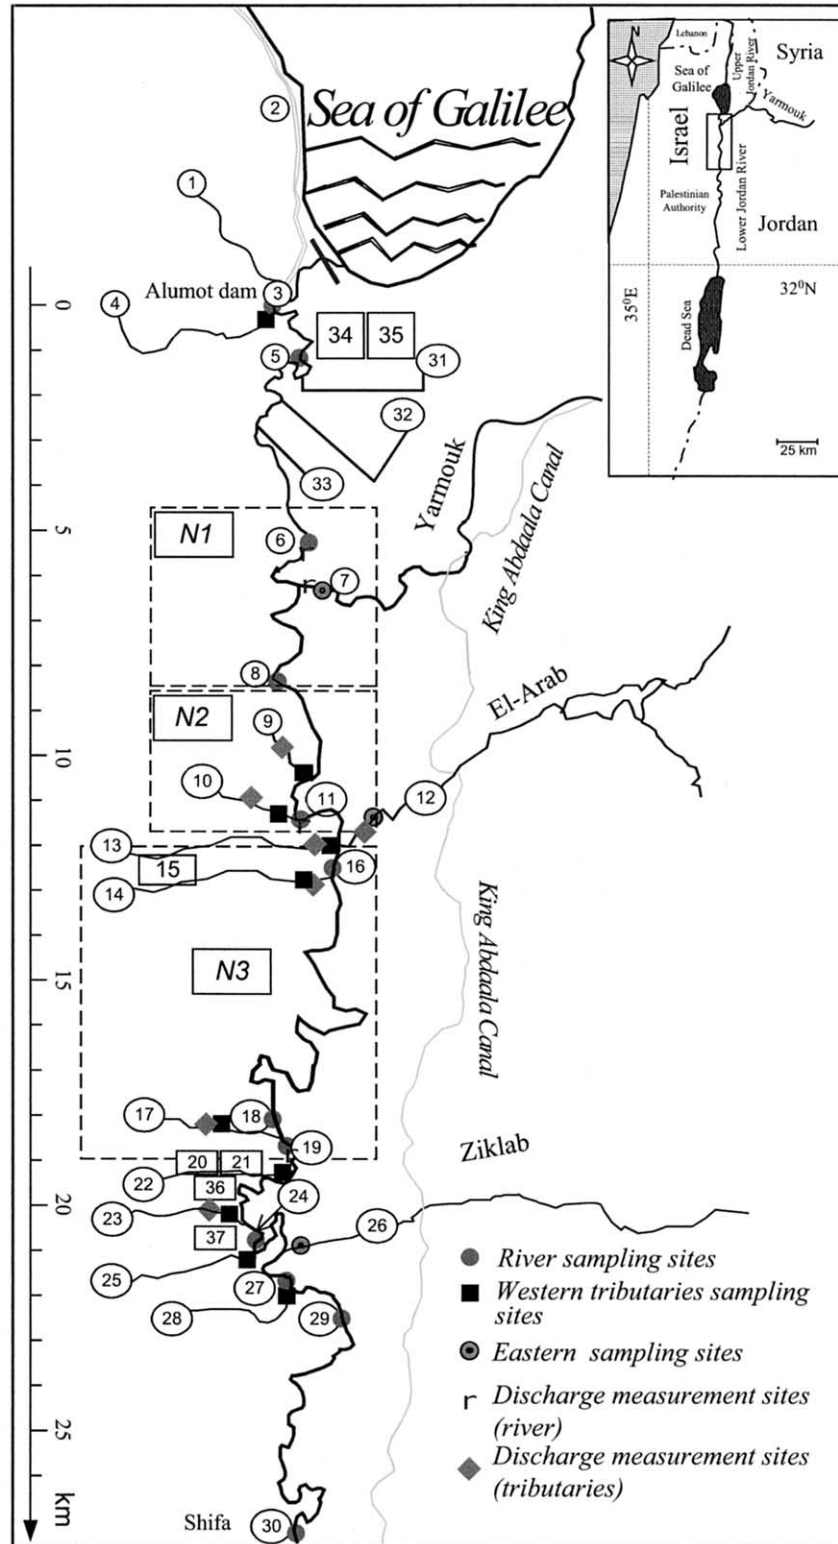 Sea of Galilee
2
1
4
Alumot dam
3
0
5
34
35
31
32
33
N1
6
7
5
8
Yarmouk
King Abdaala Canal
El-Arab
N2
9
10
10
11
12
13
15
14
16
King Abdaala Canal
N3
15
17
18
19
Ziklab
20
21
22
36
24
20
23
37
26
25
27
28
29
25
km
Shifa
30
River sampling sites
Western tributaries sampling
sites
Eastern sampling sites
r
Discharge measurement sites
(river)
Discharge measurement sites
(tributaries)
N
Lebanon
Syria
Upper
Jordan River
Sea of
Galilee
Yarmouk
Israel
Palestinian
Authority
Lower Jordan River
Jordan
35⁰E
32⁰N
Dead Sea
25 km
r